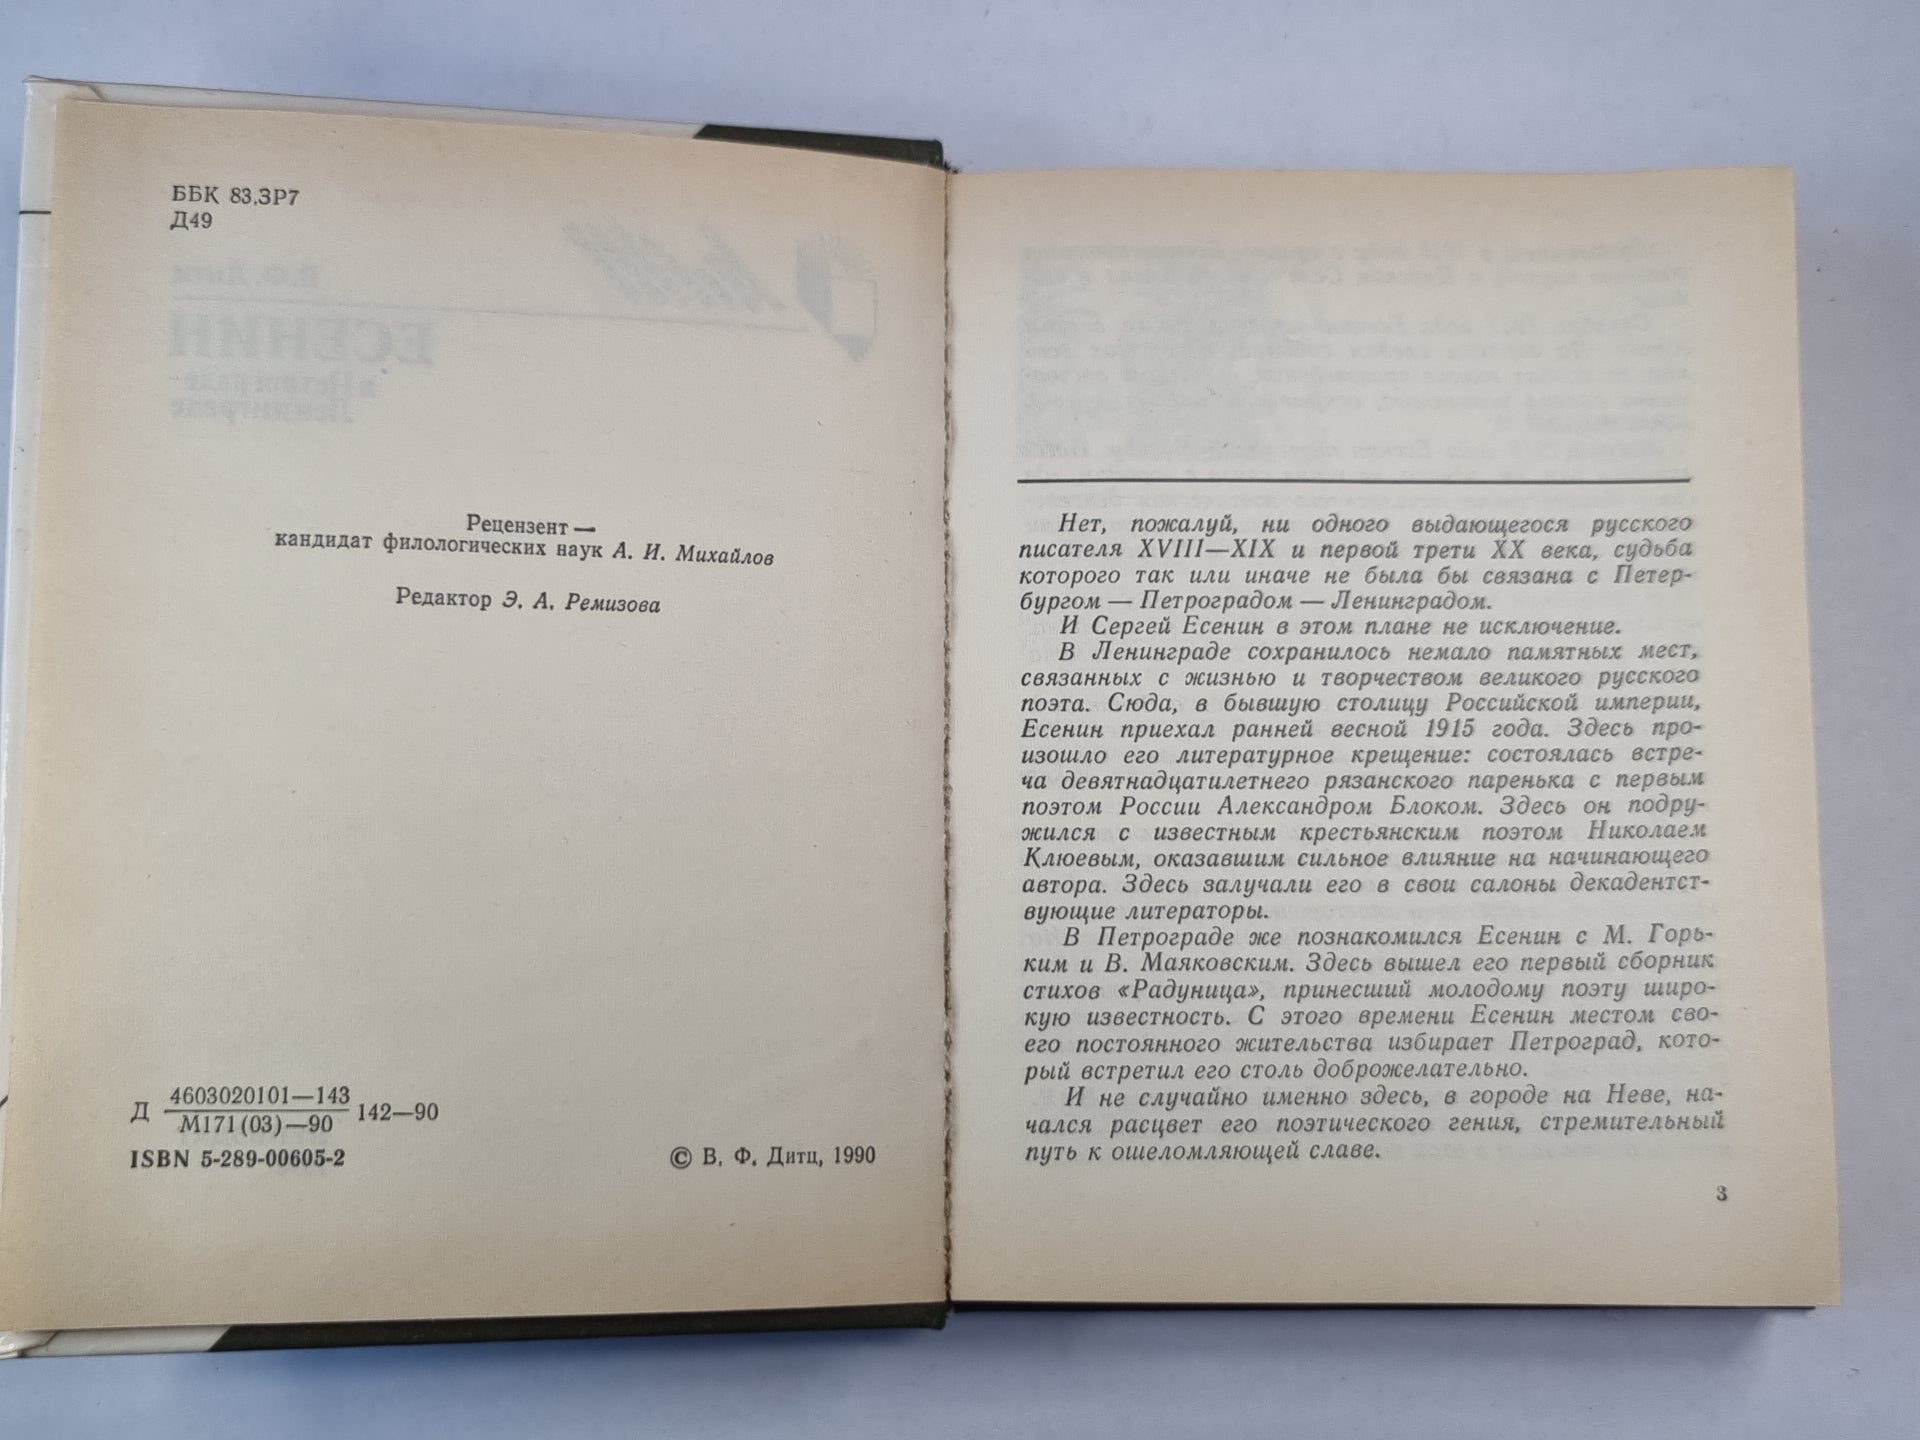 ББК 83.3Р7
Д49
Рецензент —
кандидат филологических наук А. И. Михайлов
Редактор Э. А. Ремизова
Д 4603020101—143
М171(03)—90 142—90
ISBN 5-289-00605-2
© В. Ф. Дитц, 1990
Нет, пожалуй, ни одного выдающегося русского
писателя XVIII—XIX и первой трети XX века, судьба
которого так или иначе не была бы связана с Петер-
бургом — Петроградом — Ленинградом.
И Сергей Есенин в этом плане не исключение.
В Ленинграде сохранилось немало памятных мест,
связанных с жизнью и творчеством великого русского
поэта. Сюда, в бывшую столицу Российской империи,
Есенин приехал ранней весной 1915 года. Здесь про-
изошло его литературное крещение: состоялась встре-
ча девятнадцатилетнего рязанского паренька с первым
поэтом России Александром Блоком. Здесь он подру-
жился с известным крестьянским поэтом Николаем
Клюевым, оказавшим сильное влияние на начинающего
автора. Здесь залучали его в свои салоны декадентст-
вующие литераторы.
В Петрограде же познакомился Есенин с М. Горь-
ким и В. Маяковским. Здесь вышел его первый сборник
стихов «Радуница», принесший молодому поэту широ-
кую известность. С этого времени Есенин местом сво-
его постоянного жительства избирает Петроград, кото-
рый встретил его столь доброжелательно.
И не случайно именно здесь, в городе на Неве, на-
чался расцвет его поэтического гения, стремительный
путь к ошеломляющей славе.
3